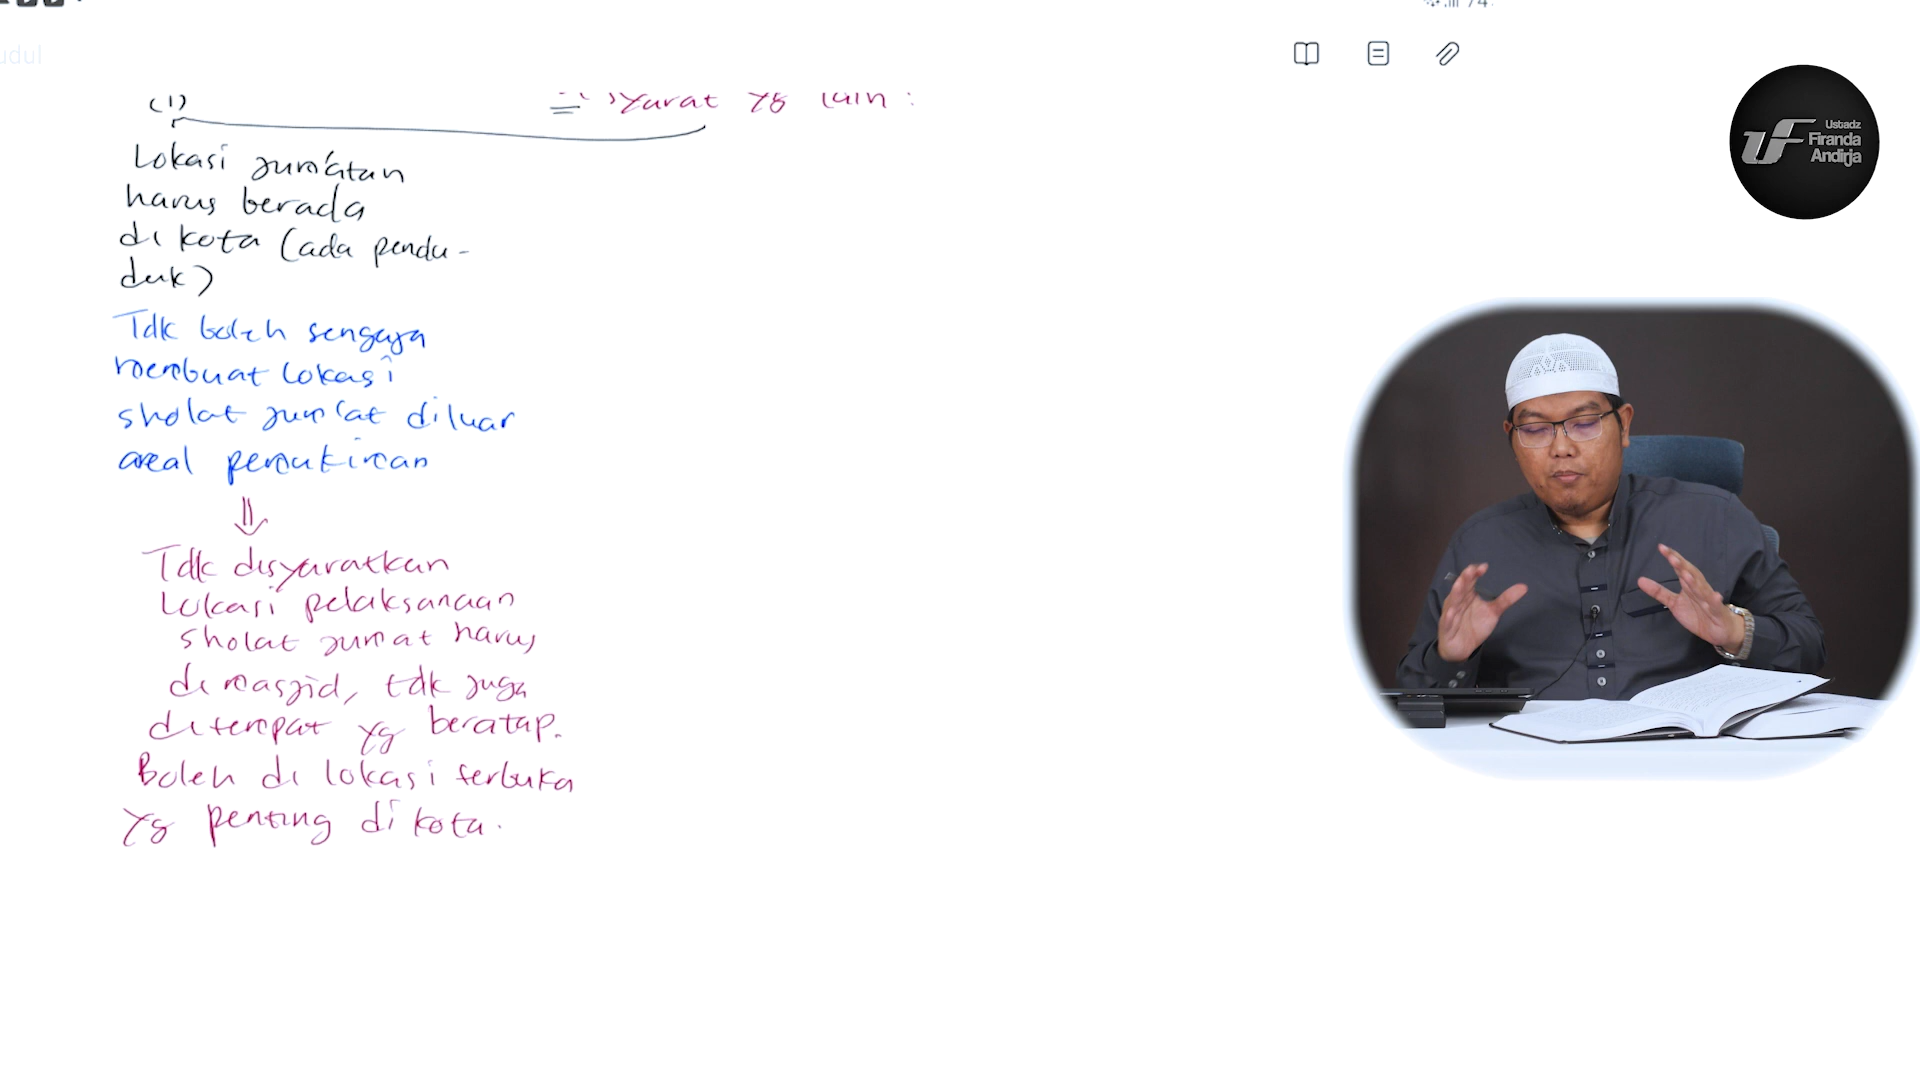 (1)
syarat yg lain :
Lokasi jum'atan
harus berada
di kota (ada pendu-
duk)
Tdk boleh sengaja
membuat lokasi
sholat jum'at diluar
areal pemukiman
⇓
Tdk disyaratkan
Lokasi pelaksanaan
sholat jumat harus
di masjid, tdk juga
ditempat yg beratap.
Boleh di lokasi terbuka
yg penting di kota.
Ustadz
Firanda
Andirja